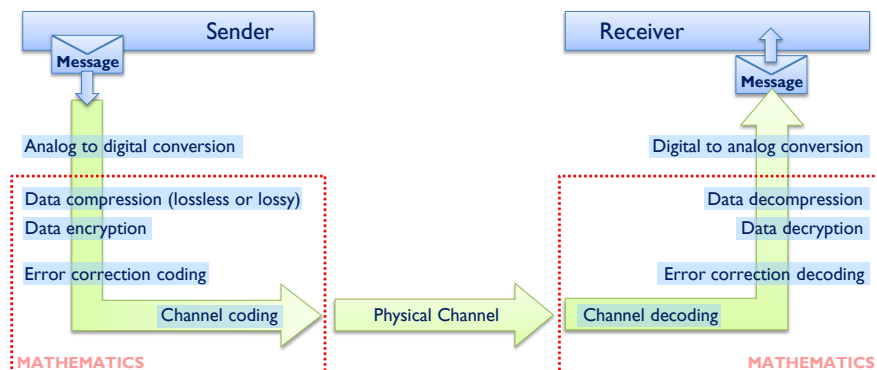 Sender
Receiver
Message
Message
Analog to digital conversion
Digital to analog conversion
Data compression (lossless or lossy)
Data decompression
Data encryption
Data decryption
Error correction coding
Error correction decoding
Channel coding
Physical Channel
Channel decoding
MATHEMATICS
MATHEMATICS